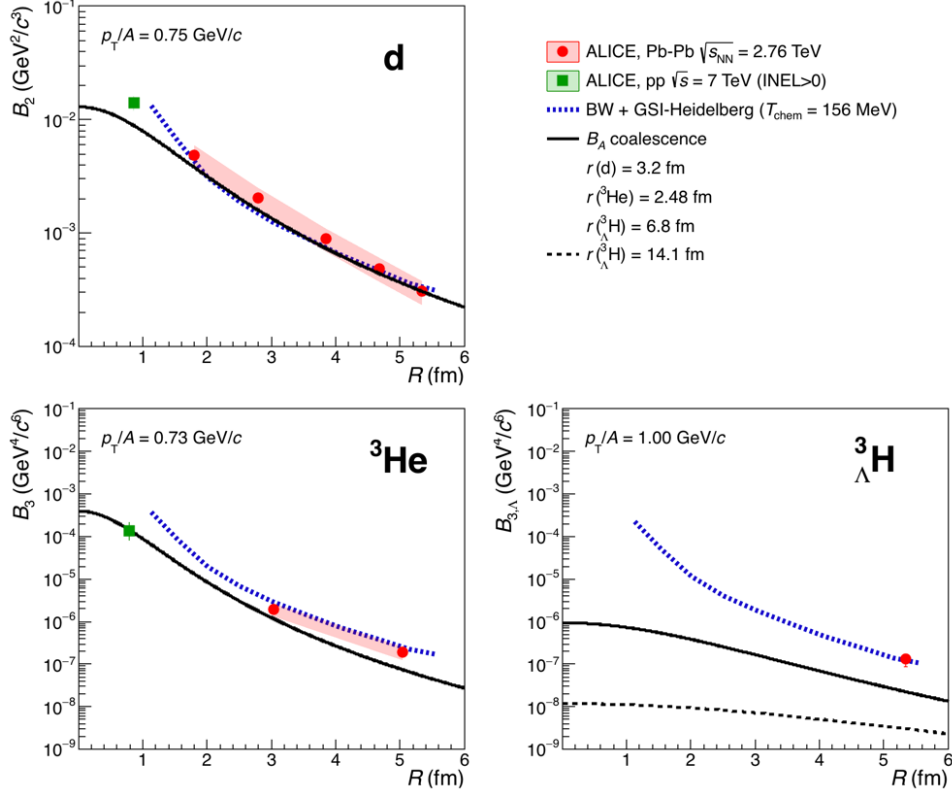 10⁻¹
p_T/A = 0.75 GeV/c
d
10⁻²
B₂ (GeV²/c³)
10⁻³
10⁻⁴
1 2 3 4 5 6
R (fm)
ALICE, Pb-Pb √s_NN = 2.76 TeV
ALICE, pp √s = 7 TeV (INEL>0)
BW + GSI-Heidelberg (T_chem = 156 MeV)
B_A coalescence
r (d) = 3.2 fm
r (³He) = 2.48 fm
r (³_ΛH) = 6.8 fm
r (³_ΛH) = 14.1 fm
10⁻¹
p_T/A = 0.73 GeV/c
³He
10⁻²
B₃ (GeV⁴/c⁶)
10⁻³
10⁻⁴
10⁻⁵
10⁻⁶
10⁻⁷
10⁻⁸
10⁻⁹
0 1 2 3 4 5 6
R (fm)
10⁻¹
p_T/A = 1.00 GeV/c
³_ΛH
10⁻²
B_3,Λ (GeV⁴/c⁶)
10⁻³
10⁻⁴
10⁻⁵
10⁻⁶
10⁻⁷
10⁻⁸
10⁻⁹
0 1 2 3 4 5 6
R (fm)